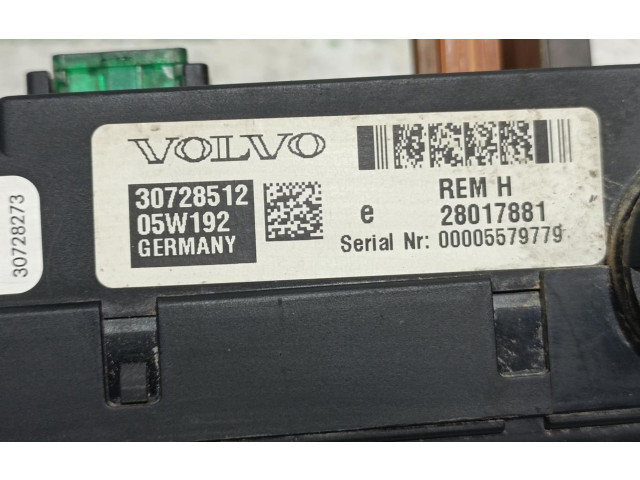 VOLVO
30728512
05W192
GERMANY
REM H
e 28017881
Serial Nr: 00005579779
30728273